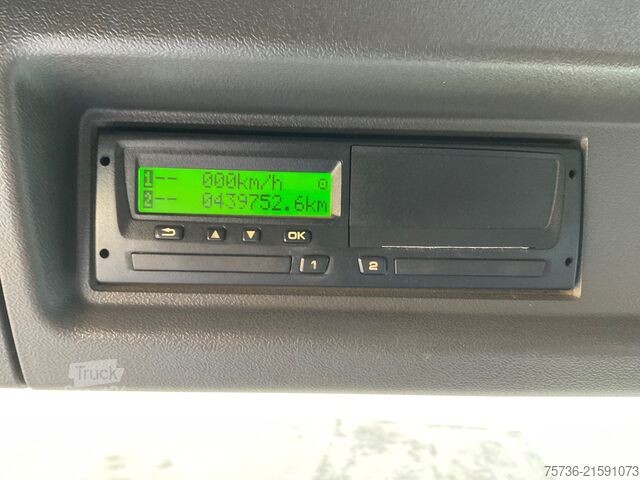 1-- 000km/h
2-- 0439752.6km
OK
1 2
Truck
75736-21591073